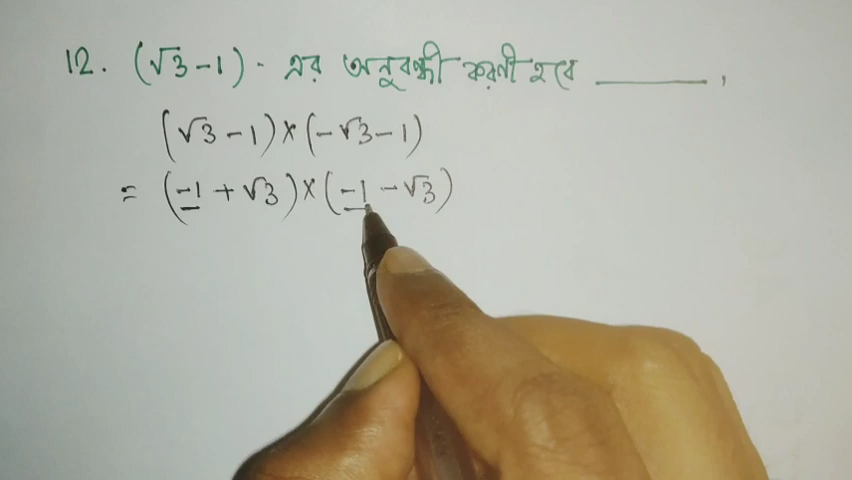 12. (√3 - 1) - এর অনুবন্ধী করণী হবে ______.
(√3 - 1) × (-√3 - 1)
= (-1 + √3) × (-1 - √3)